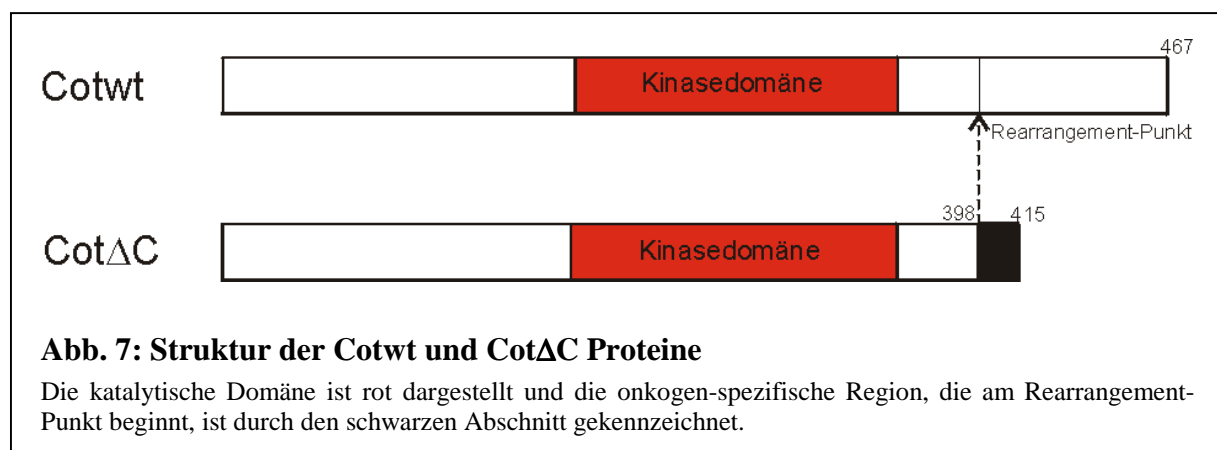 467
Cotwt
Kinasedomäne
Rearrangement-Punkt
398
415
CotΔC
Kinasedomäne
Abb. 7: Struktur der Cotwt und CotΔC Proteine
Die katalytische Domäne ist rot dargestellt und die onkogen-spezifische Region, die am Rearrangement-
Punkt beginnt, ist durch den schwarzen Abschnitt gekennzeichnet.